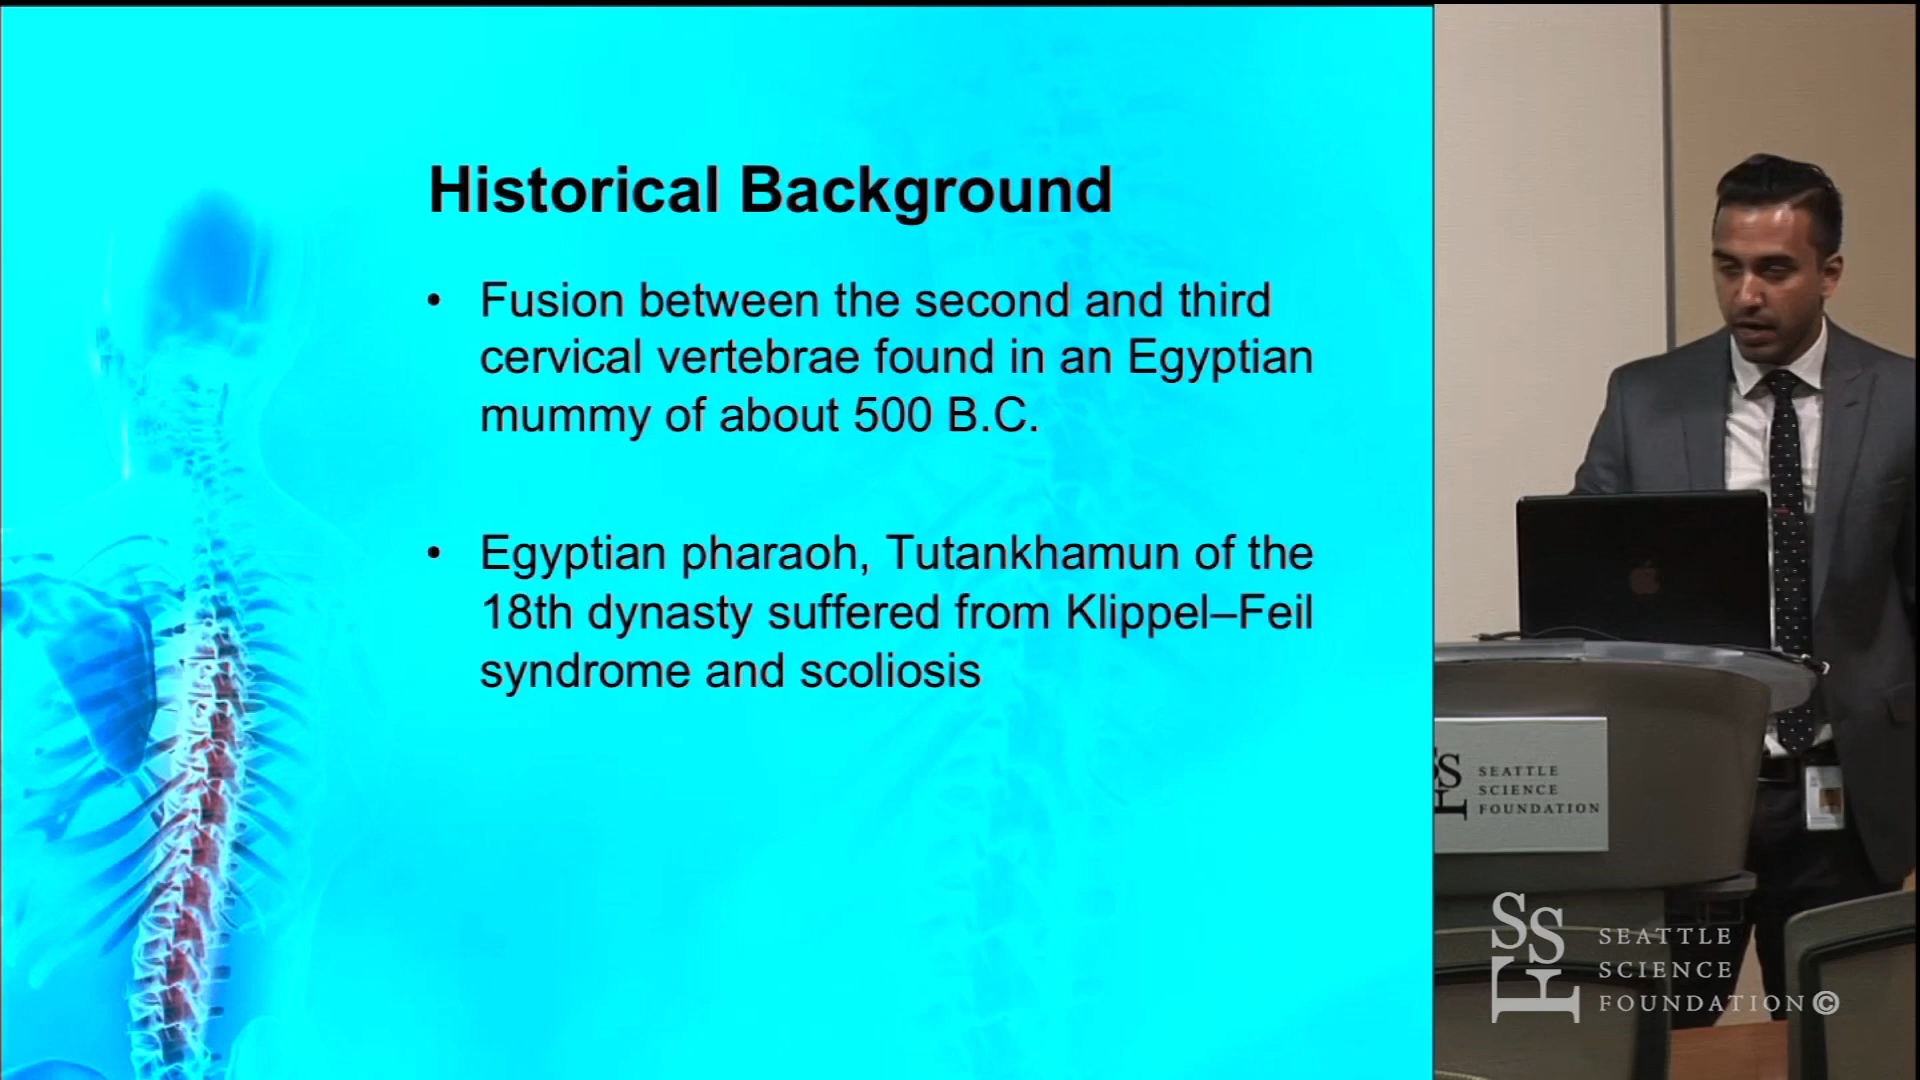 Historical Background
• Fusion between the second and third
cervical vertebrae found in an Egyptian
mummy of about 500 B.C.
• Egyptian pharaoh, Tutankhamun of the
18th dynasty suffered from Klippel–Feil
syndrome and scoliosis
SSF
SEATTLE
SCIENCE
FOUNDATION
SSF
SEATTLE
SCIENCE
FOUNDATION©